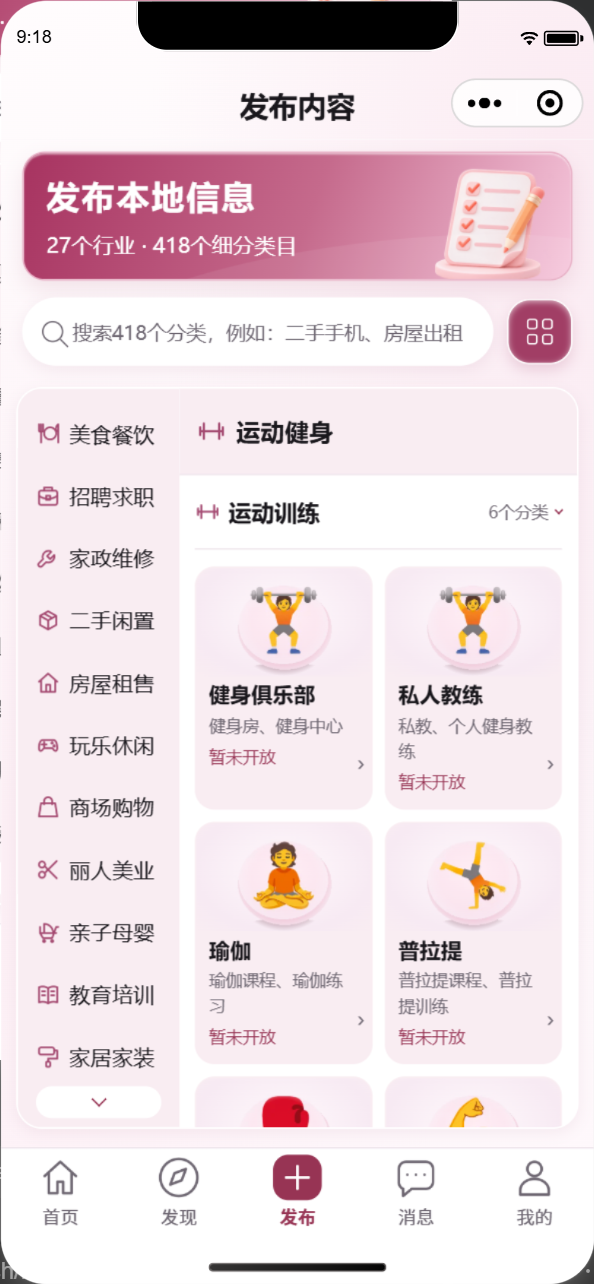 9:18
发布内容
发布本地信息
27个行业 · 418个细分类目
搜索418个分类，例如：二手手机、房屋出租
美食餐饮
招聘求职
家政维修
二手闲置
房屋租售
玩乐休闲
商场购物
丽人美业
亲子母婴
教育培训
家居家装
运动健身
运动训练
6个分类
健身俱乐部
健身房、健身中心
暂未开放
私人教练
私教、个人健身教
练
暂未开放
瑜伽
瑜伽课程、瑜伽练
习
暂未开放
普拉提
普拉提课程、普拉
提训练
暂未开放
首页
发现
发布
消息
我的